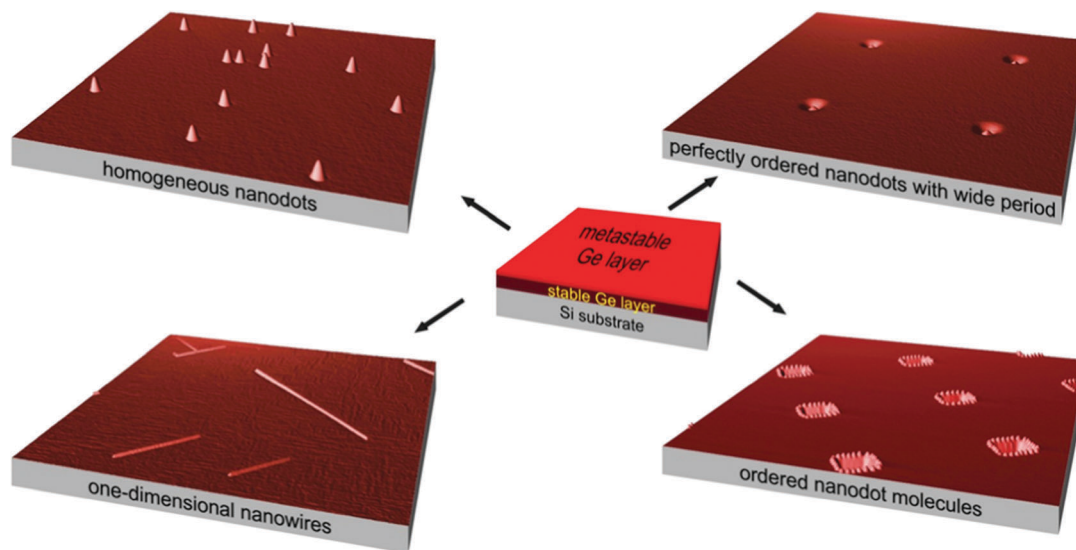 homogeneous nanodots
perfectly ordered nanodots with wide period
metastable
Ge layer
stable Ge layer
Si substrate
one-dimensional nanowires
ordered nanodot molecules